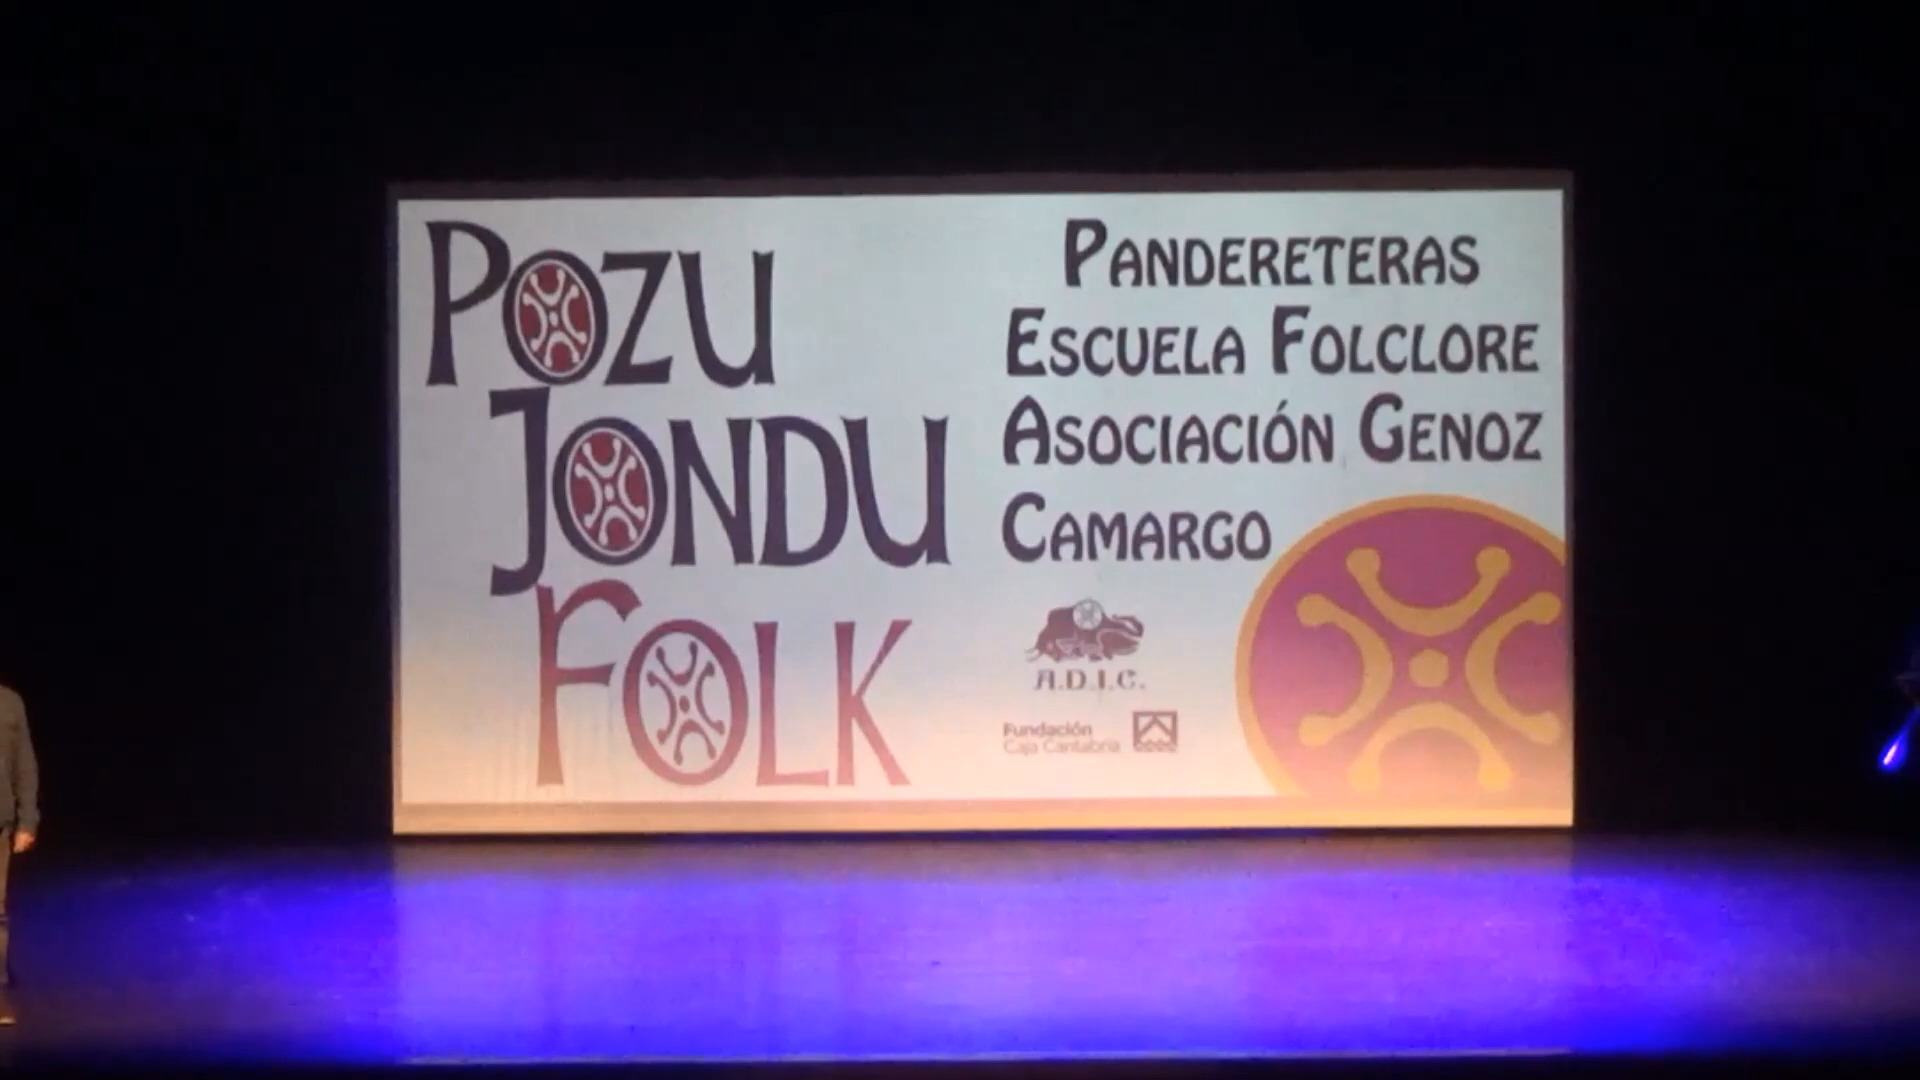 POZU
JONDU
FOLK
PANDERETERAS
ESCUELA FOLCLORE
ASOCIACIÓN GENOZ
CAMARGO
A.D.I.C.
Fundación
Caja Cantabria